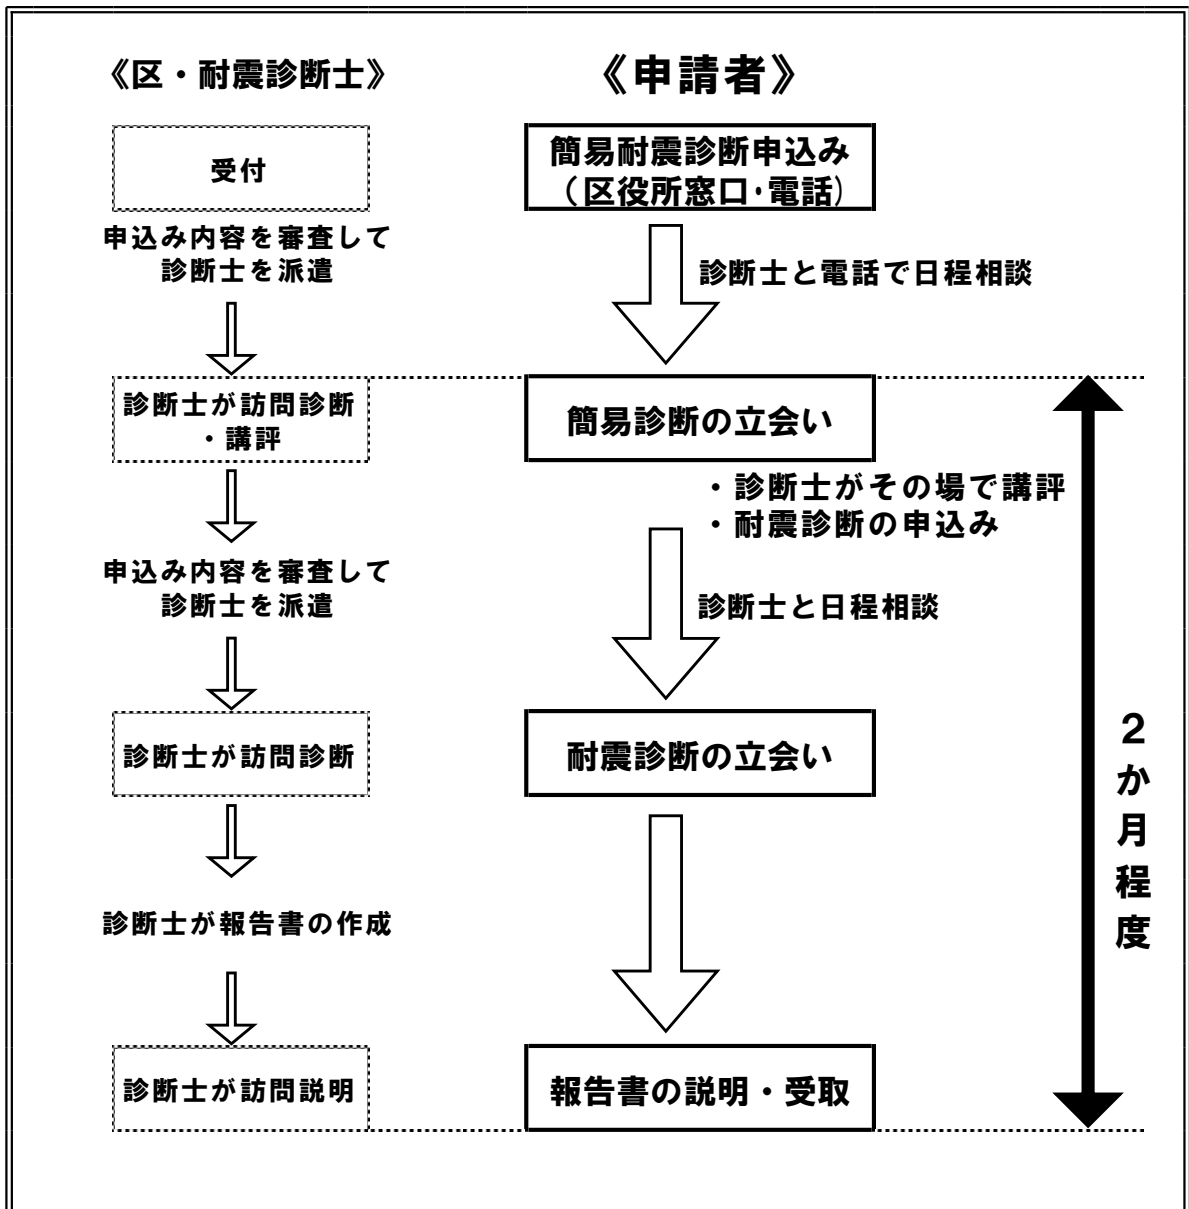 《区・耐震診断士》
《申請者》
受付
簡易耐震診断申込み
（区役所窓口･電話）
申込み内容を審査して
診断士を派遣
診断士と電話で日程相談
診断士が訪問診断
・講評
簡易診断の立会い
・診断士がその場で講評
・耐震診断の申込み
申込み内容を審査して
診断士を派遣
診断士と日程相談
診断士が訪問診断
耐震診断の立会い
２か月程度
診断士が報告書の作成
診断士が訪問説明
報告書の説明・受取